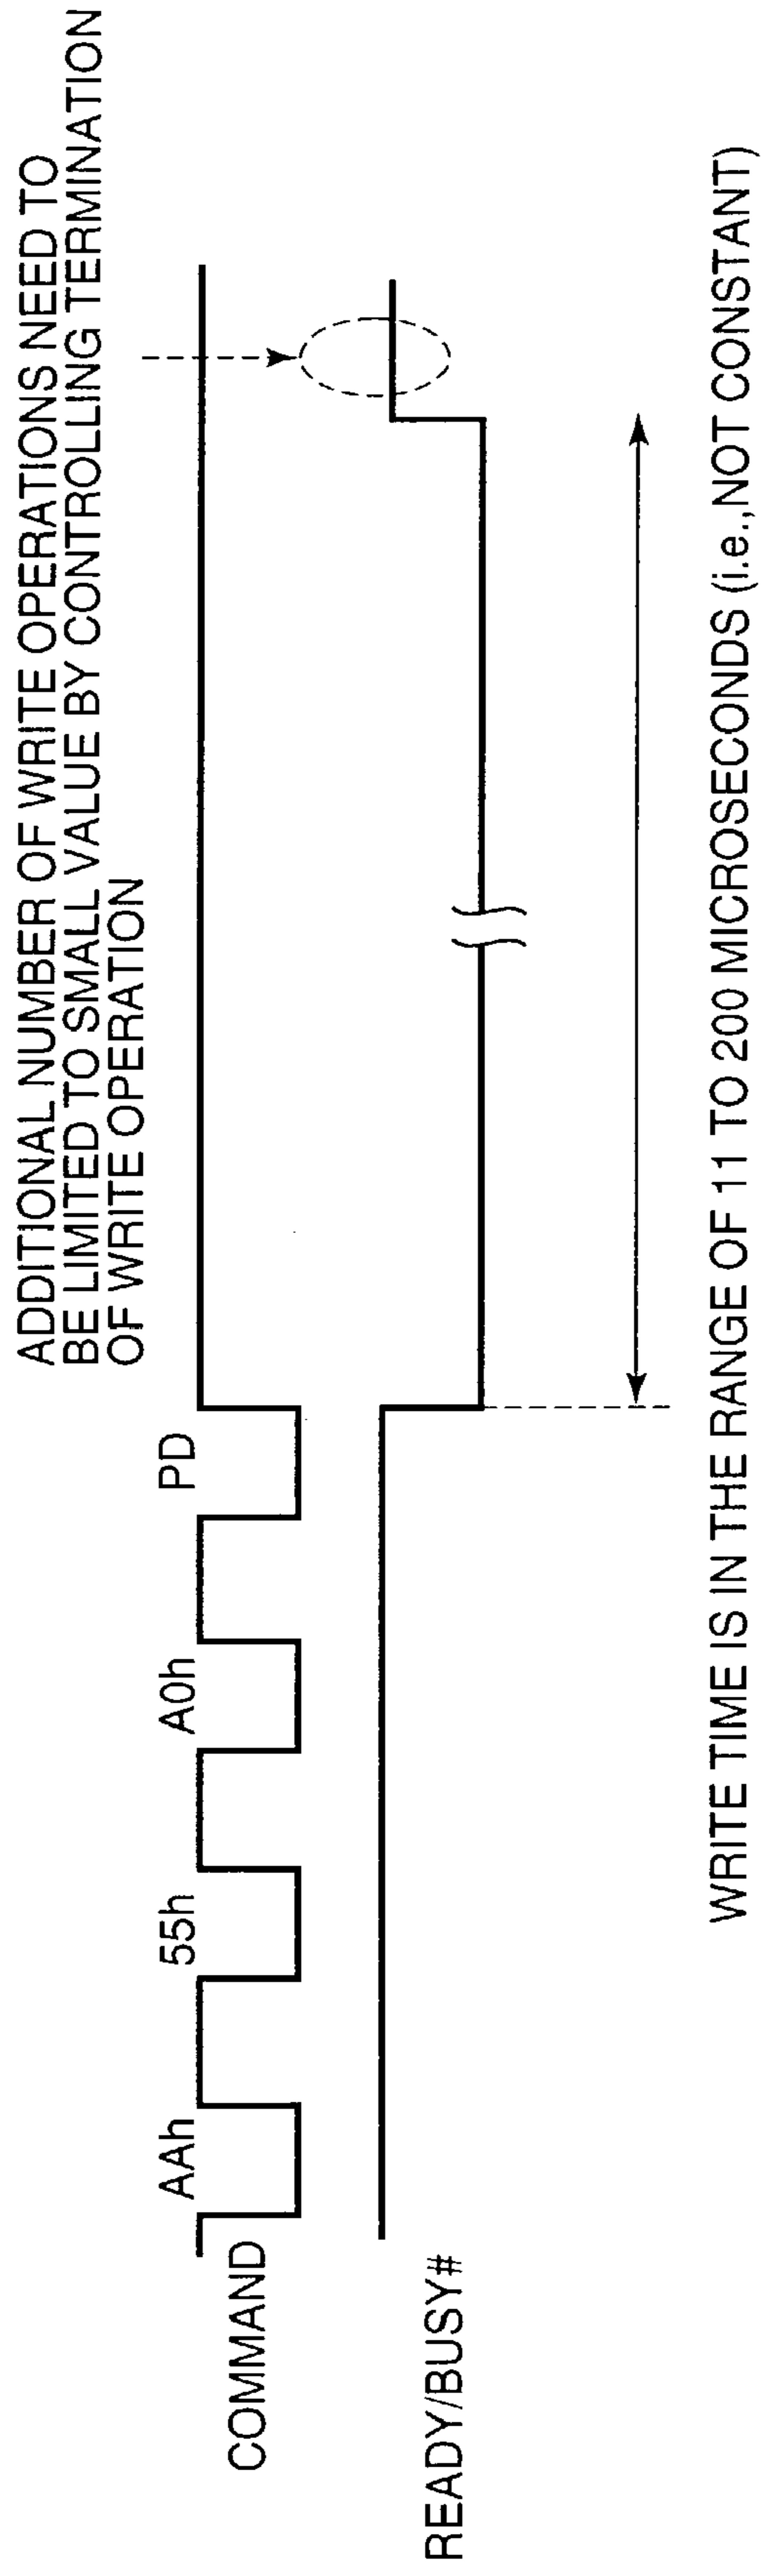 ADDITIONAL NUMBER OF WRITE OPERATIONS NEED TO
BE LIMITED TO SMALL VALUE BY CONTROLLING TERMINATION
OF WRITE OPERATION
AAh
55h
A0h
PD
COMMAND
READY/BUSY#
WRITE TIME IS IN THE RANGE OF 11 TO 200 MICROSECONDS (i.e.,NOT CONSTANT)